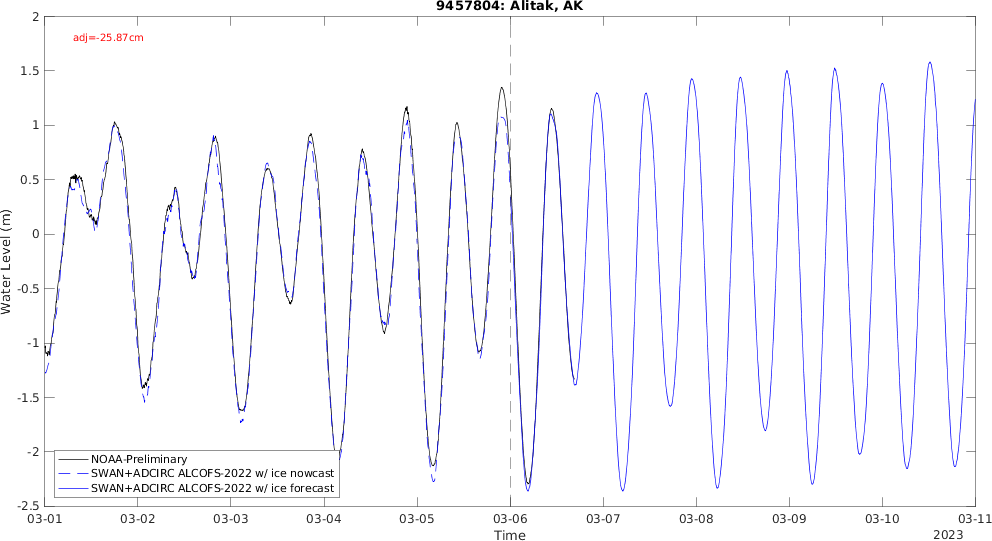 9457804: Alitak, AK
adj=-25.87cm
Water Level (m)
2
1.5
1
0.5
0
-0.5
-1
-1.5
-2
-2.5
NOAA-Preliminary
SWAN+ADCIRC ALCOFS-2022 w/ ice nowcast
SWAN+ADCIRC ALCOFS-2022 w/ ice forecast
03-01 03-02 03-03 03-04 03-05 03-06 03-07 03-08 03-09 03-10 03-11
Time
2023